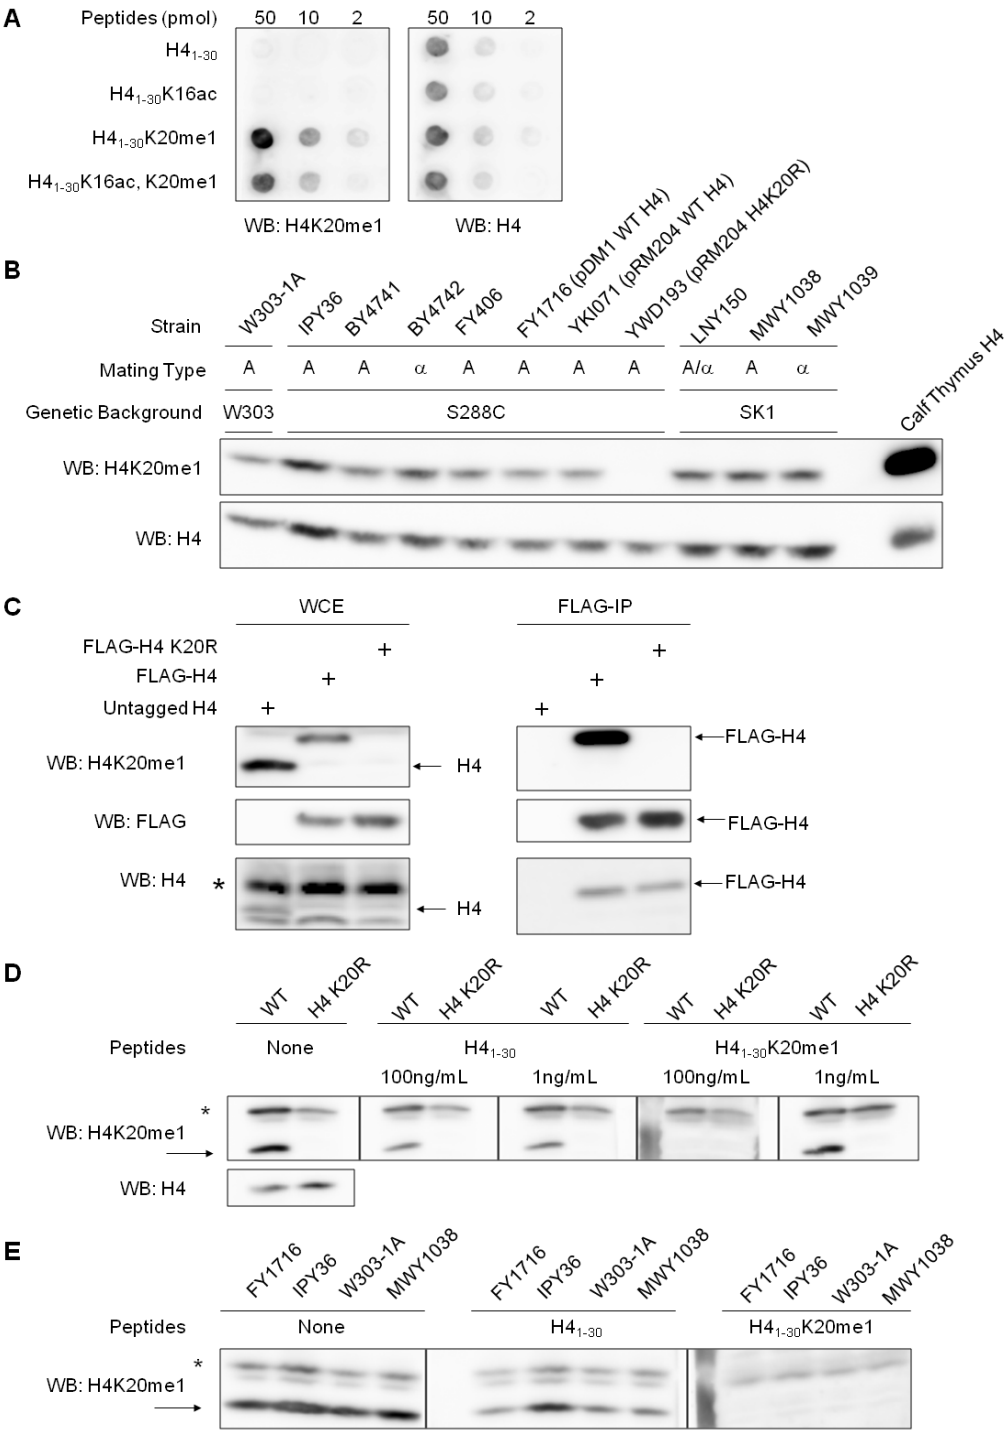 A
Peptides (pmol) 50 10 2 50 10 2
H4₁₋₃₀
H4₁₋₃₀K16ac
H4₁₋₃₀K20me1
H4₁₋₃₀K16ac, K20me1
WB: H4K20me1 WB: H4
B
Strain W303-1A IPY36 BY4741 BY4742 FY406 FY1716 (pDM1 WT H4) YKI071 (pRM204 WT H4) YWD193 (pRM204 H4K20R) LNY150 MWY1038 MWY1039 Calf Thymus H4
Mating Type A A A α A A A A A/α A α
Genetic Background W303 S288C SK1
WB: H4K20me1
WB: H4
C
WCE FLAG-IP
FLAG-H4 K20R + +
FLAG-H4 + +
Untagged H4 + +
WB: H4K20me1 H4 FLAG-H4
WB: FLAG FLAG-H4
WB: H4 * H4 FLAG-H4
D
WT H4 K20R WT H4 K20R WT H4 K20R WT H4 K20R WT H4 K20R
Peptides None H4₁₋₃₀ H4₁₋₃₀K20me1
100ng/mL 1ng/mL 100ng/mL 1ng/mL
*
WB: H4K20me1
WB: H4
E
FY1716 IPY36 W303-1A MWY1038 FY1716 IPY36 W303-1A MWY1038 FY1716 IPY36 W303-1A MWY1038
Peptides None H4₁₋₃₀ H4₁₋₃₀K20me1
*
WB: H4K20me1